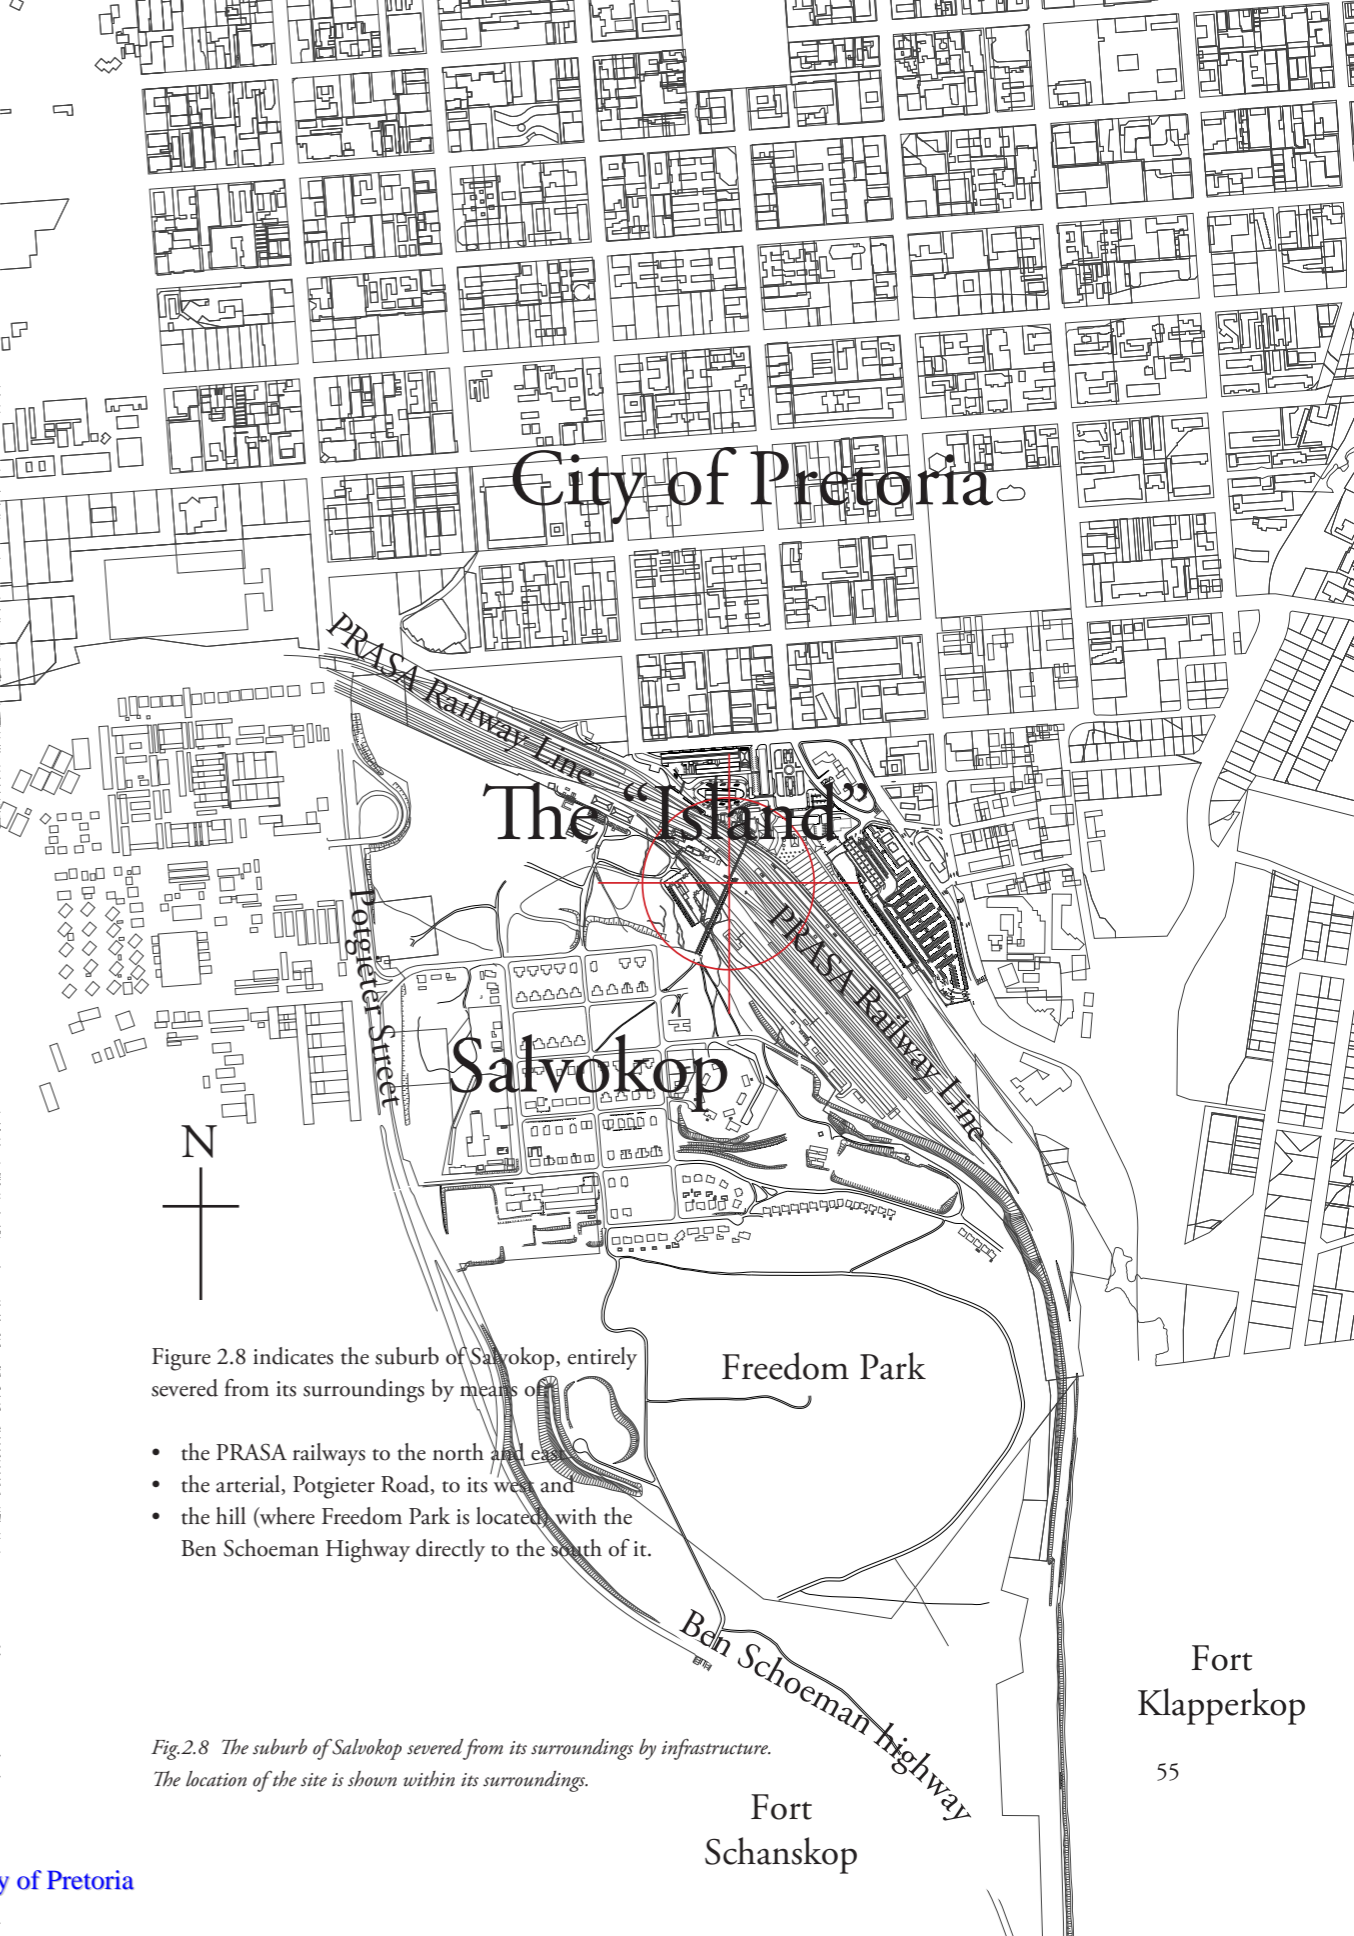 City of Pretoria
PRASA Railway Line
The “Island”
PRASA Railway Line
Potgieter Street
Salvokop
N
Figure 2.8 indicates the suburb of Salvokop, entirely
severed from its surroundings by means of
• the PRASA railways to the north and east
• the arterial, Potgieter Road, to its west and
• the hill (where Freedom Park is located) with the
Ben Schoeman Highway directly to the south of it.
Freedom Park
Ben Schoeman highway
Fort
Klapperkop
Fig.2.8 The suburb of Salvokop severed from its surroundings by infrastructure.
The location of the site is shown within its surroundings.
55
Fort
Schanskop
y of Pretoria